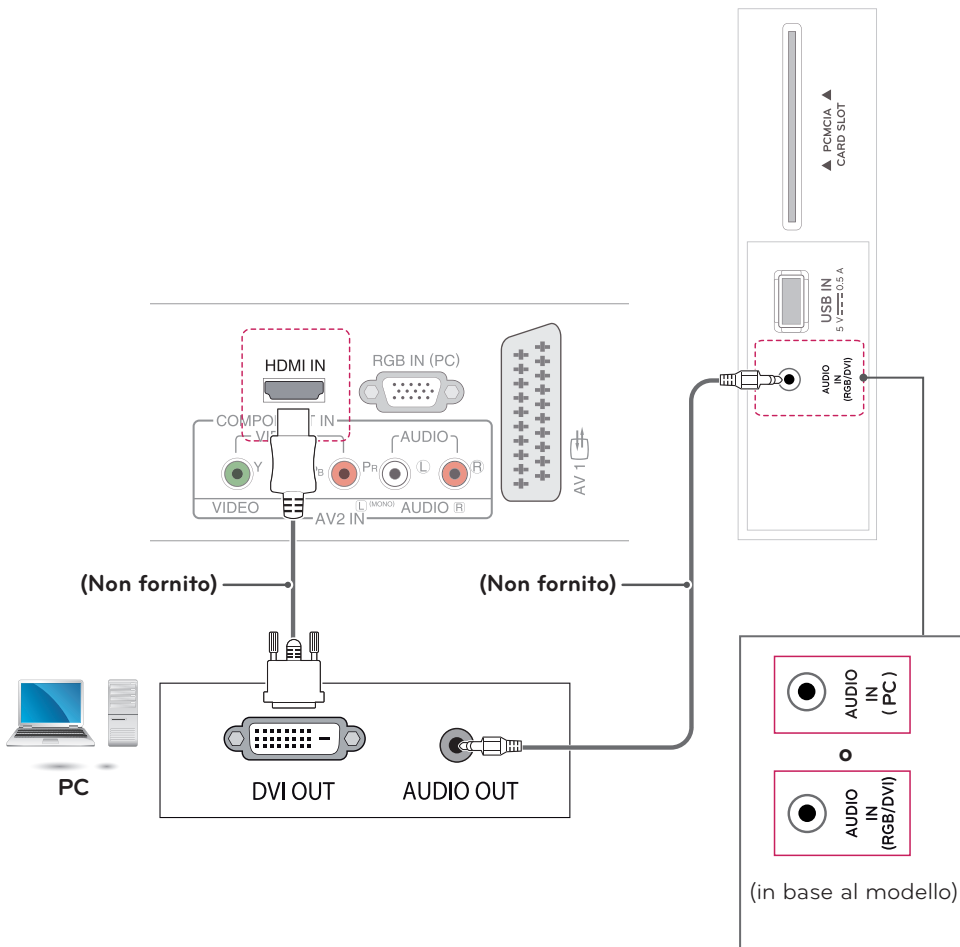 ▲ PCMCIA ▲
CARD SLOT
USB IN
5 V 0.5 A
AUDIO
IN
(RGB/DVI)
HDMI IN
RGB IN (PC)
IN
AUDIO
Y
B
PR
L
R
VIDEO
L (MONO) AUDIO R
AV2 IN
AV 1
(Non fornito)
(Non fornito)
PC
DVI OUT
AUDIO OUT
AUDIO
IN
(PC)
o
AUDIO
IN
(RGB/DVI)
(in base al modello)